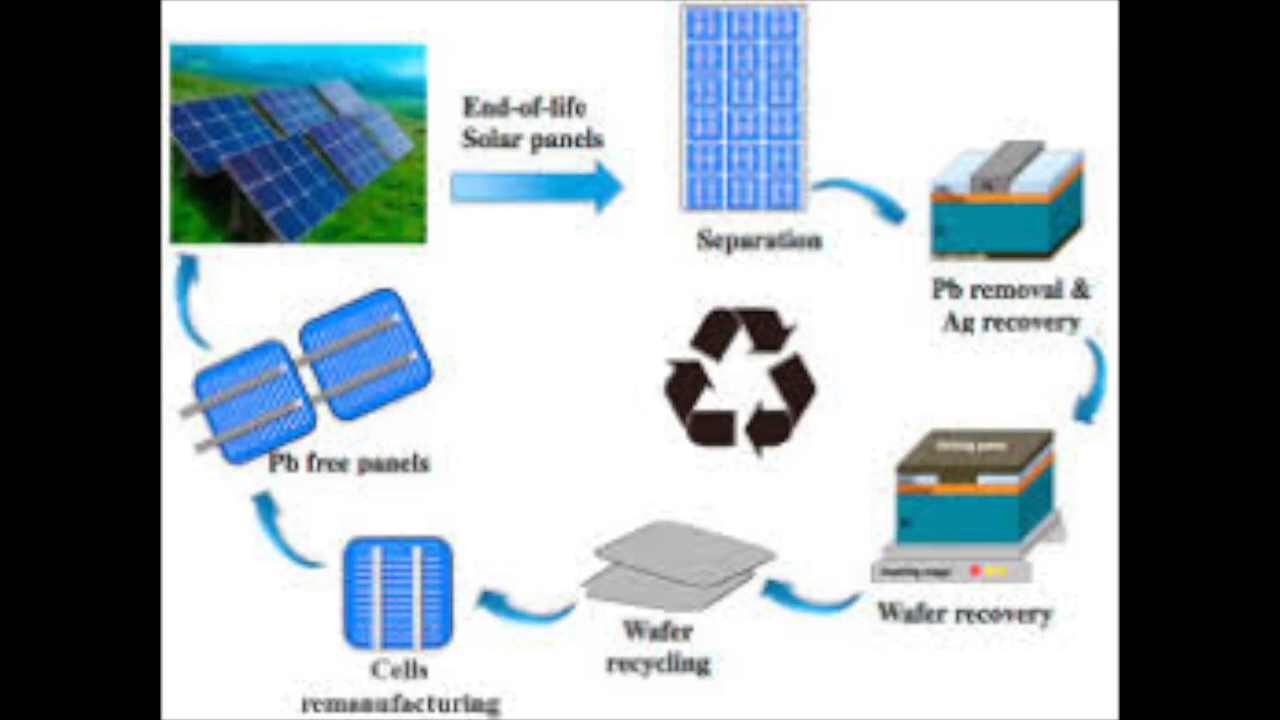 End-of-life
Solar panels
Separation
Pb removal &
Ag recovery
Wafer recovery
Wafer
recycling
Cells
remanufacturing
Pb free panels